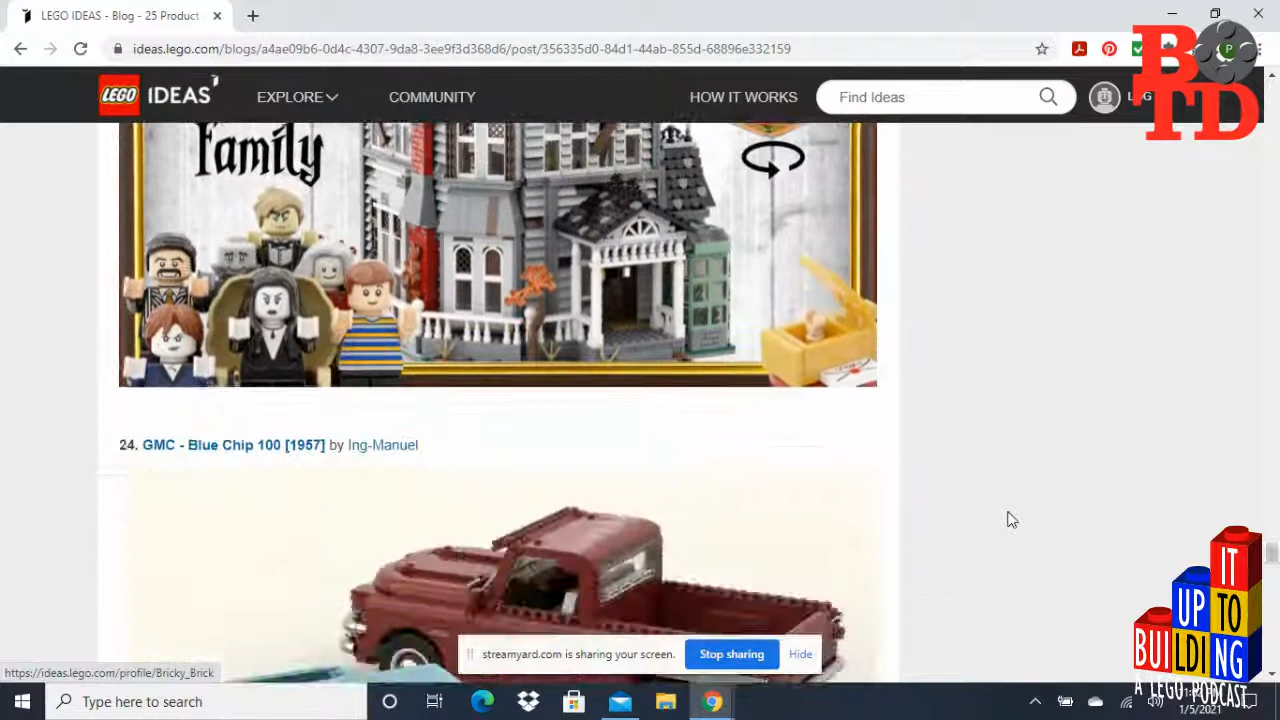 LEGO IDEAS - Blog - 25 Product
ideas.lego.com/blogs/a4ae09b6-0d4c-4307-9da8-3ee9f3d368d6/post/356335d0-84d1-44ab-855d-68896e332159
P
B
TD
LEGO IDEAS
EXPLORE
COMMUNITY
HOW IT WORKS
Find Ideas
LOG
Family
24. GMC - Blue Chip 100 [1957] by Ing-Manuel
streamyard.com is sharing your screen.
Stop sharing
Hide
https://ideas.lego.com/profile/Bricky_Brick
IT
UP TO
BUILDING
A LEGO PODCAST
Type here to search
1/5/2021